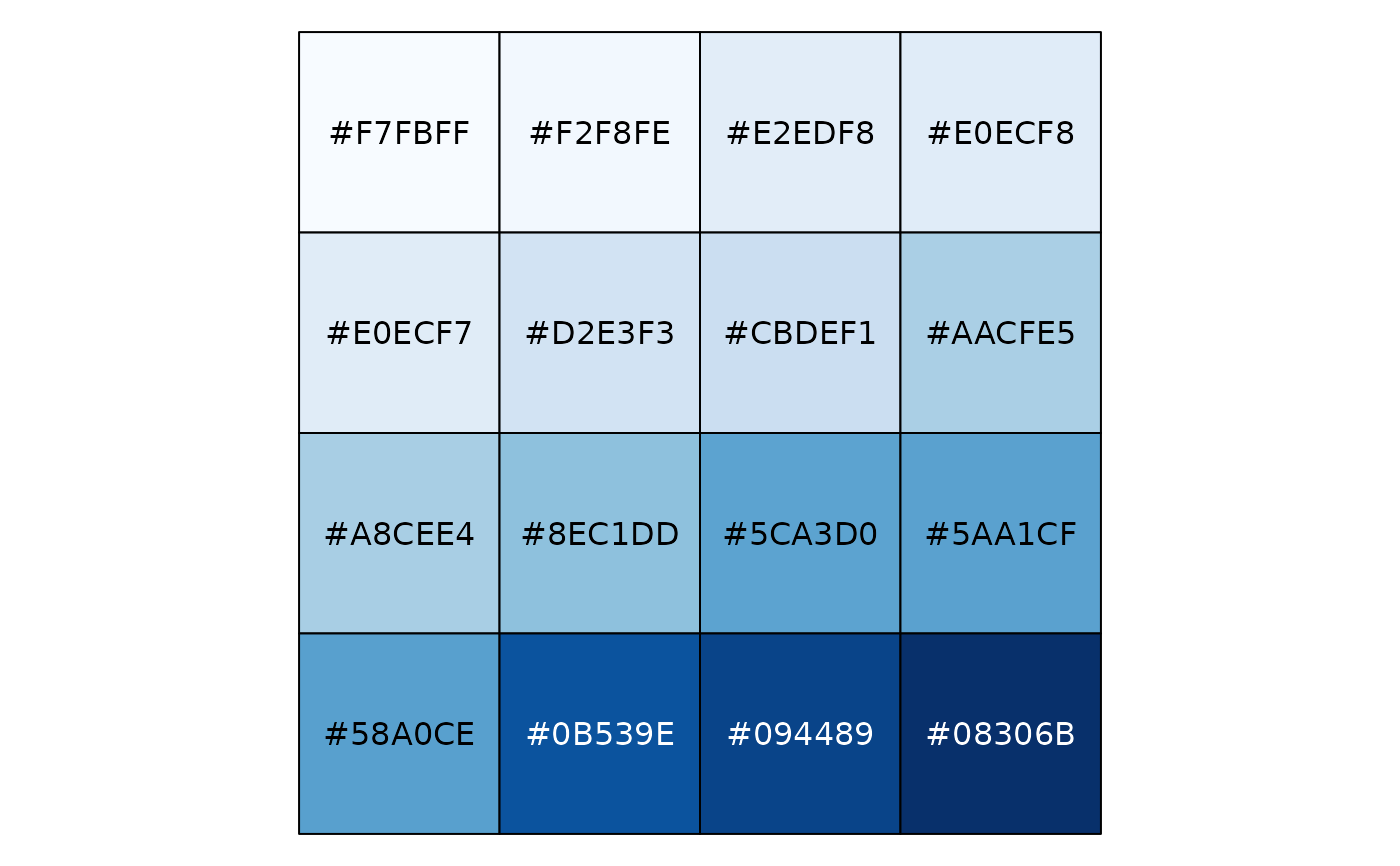 #F7FBFF #F2F8FE #E2EDF8 #E0ECF8
#E0ECF7 #D2E3F3 #CBDEF1 #AACFE5
#A8CEE4 #8EC1DD #5CA3D0 #5AA1CF
#58A0CE #0B539E #094489 #08306B